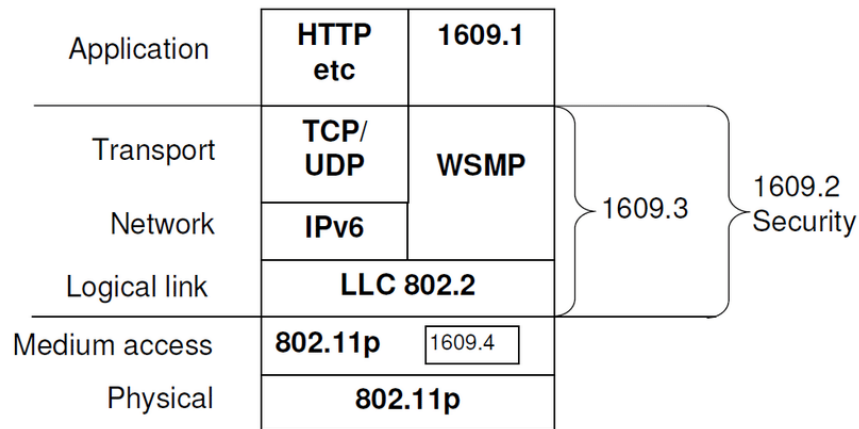 Application
HTTP
etc
1609.1
Transport
TCP/
UDP
WSMP
1609.3
1609.2
Security
Network
IPv6
Logical link
LLC 802.2
Medium access
802.11p
1609.4
Physical
802.11p